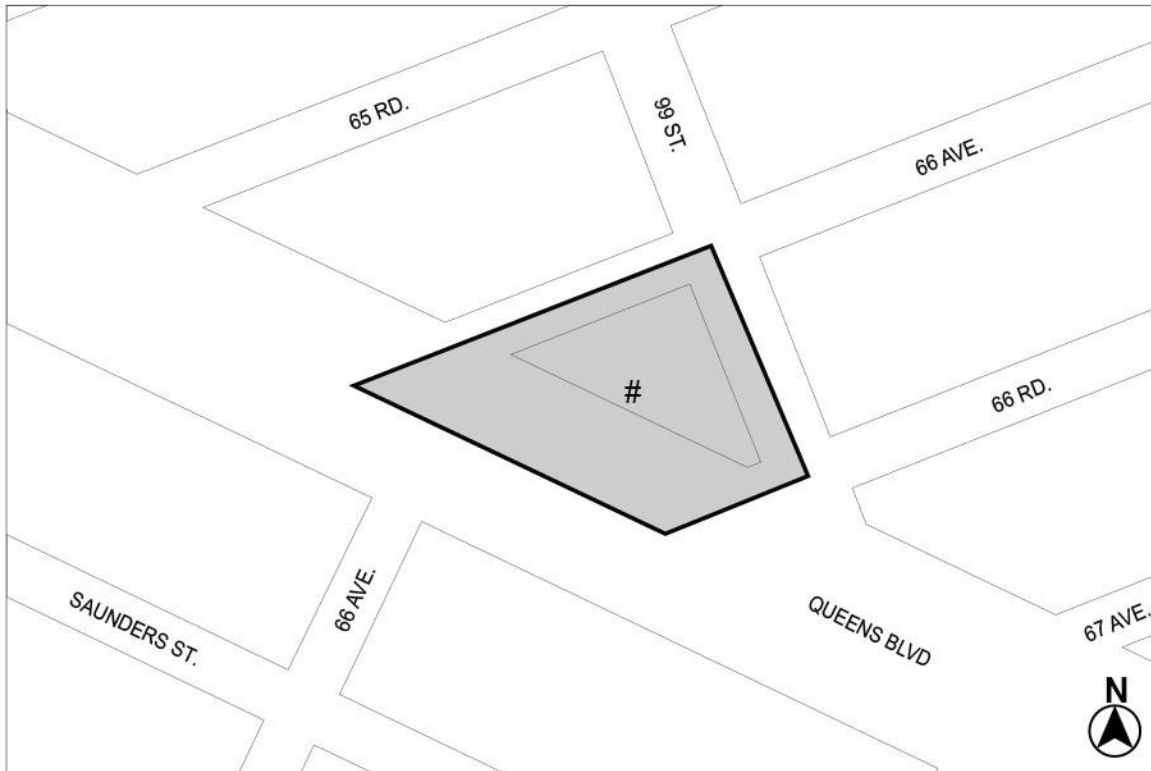 65 RD.
99 ST.
66 AVE.
#
66 RD.
66 AVE.
SAUNDERS ST.
QUEENS BLVD
67 AVE.
N